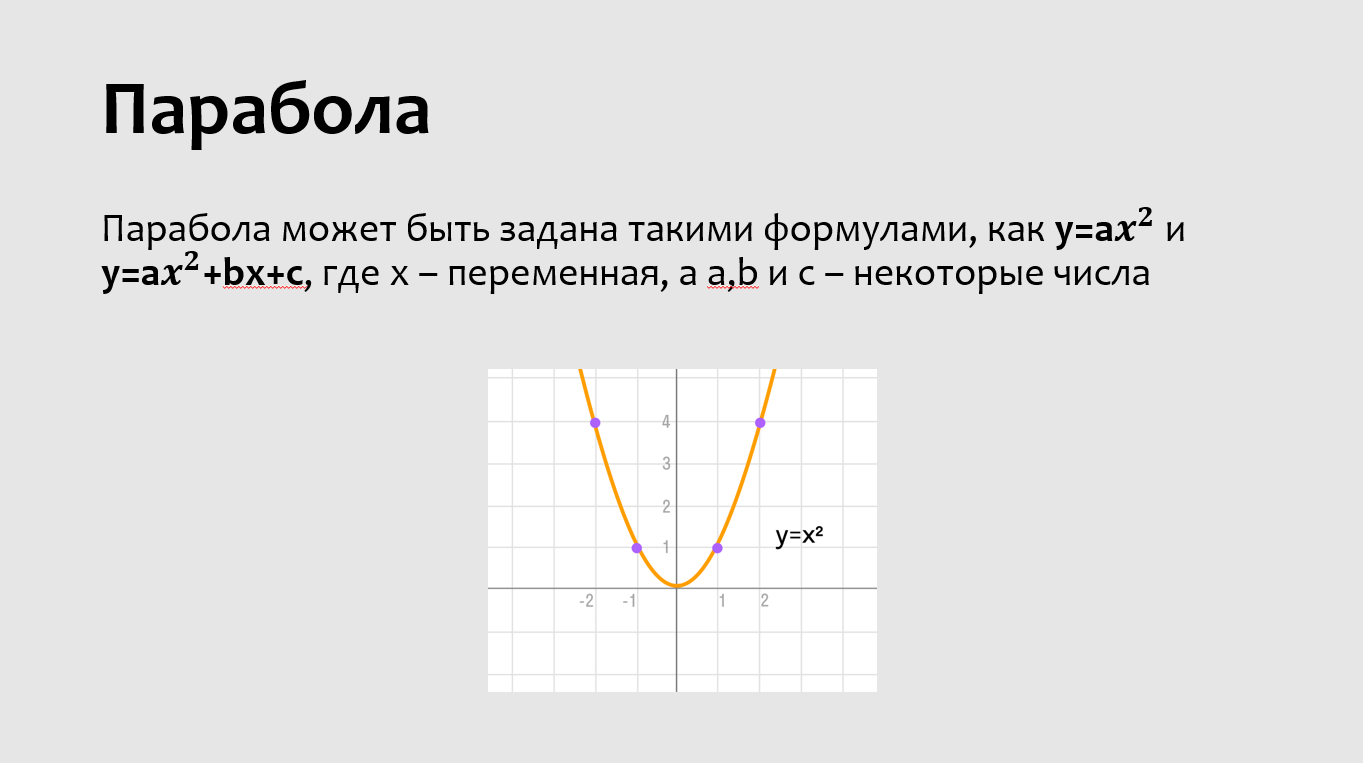 Парабола
Парабола может быть задана такими формулами, как y=a𝒙² и
y=a𝒙²+bx+c, где x – переменная, а a,b и c – некоторые числа
4
3
2
y=x²
1
-2 -1 1 2